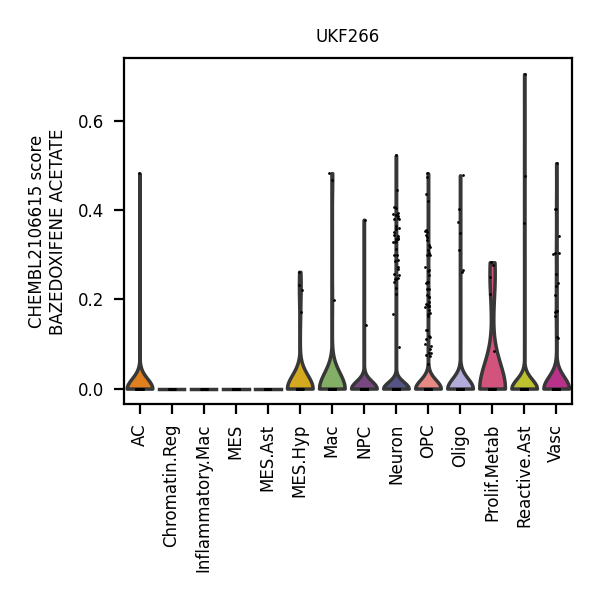 UKF266
CHEMBL2106615 score
BAZEDOXIFENE ACETATE
0.6
0.4
0.2
0.0
AC
Chromatin.Reg
Inflammatory.Mac
MES
MES.Ast
MES.Hyp
Mac
NPC
Neuron
OPC
Oligo
Prolif.Metab
Reactive.Ast
Vasc